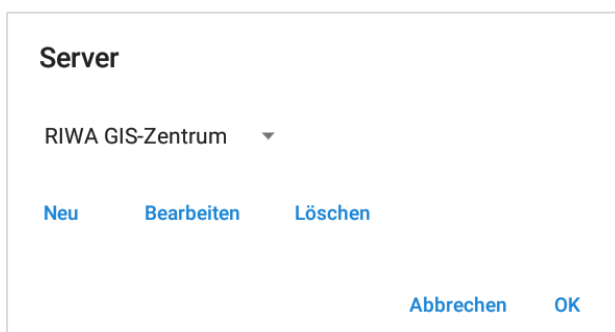 Server
RIWA GIS-Zentrum
Neu Bearbeiten Löschen
Abbrechen OK